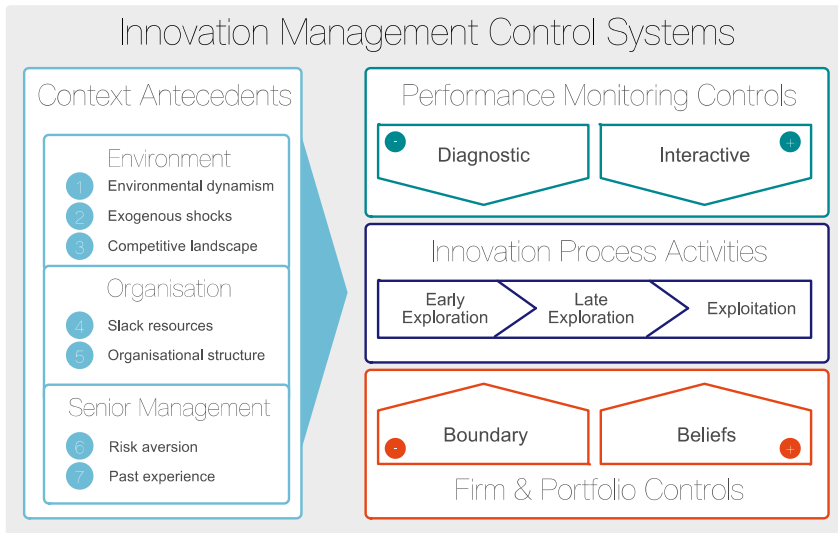 Innovation Management Control Systems
Context Antecedents
Environment
1 Environmental dynamism
2 Exogenous shocks
3 Competitive landscape
Organisation
4 Slack resources
5 Organisational structure
Senior Management
6 Risk aversion
7 Past experience
Performance Monitoring Controls
-
Diagnostic
Interactive
+
Innovation Process Activities
Early
Exploration
Late
Exploration
Exploitation
Boundary
-
Beliefs
+
Firm & Portfolio Controls